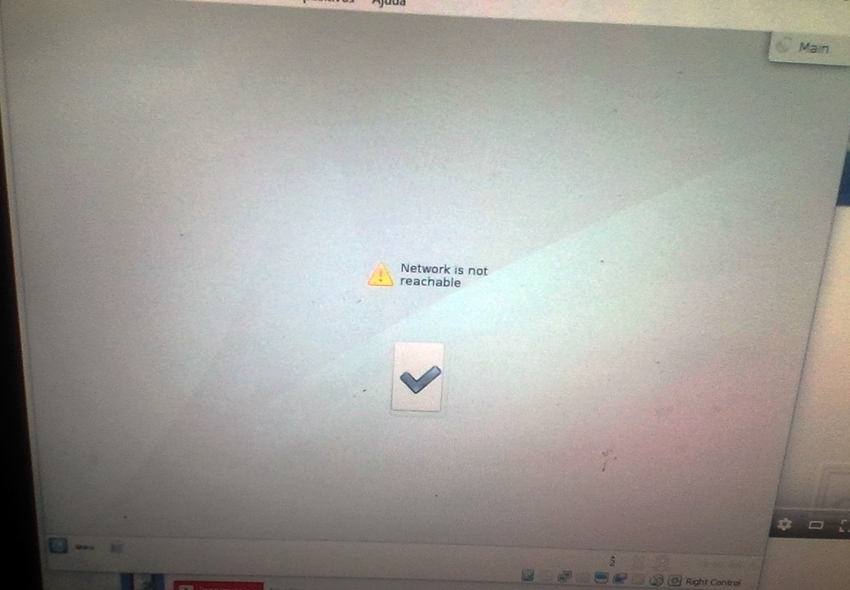 Ajuda
Main
Network is not
reachable
Right Control